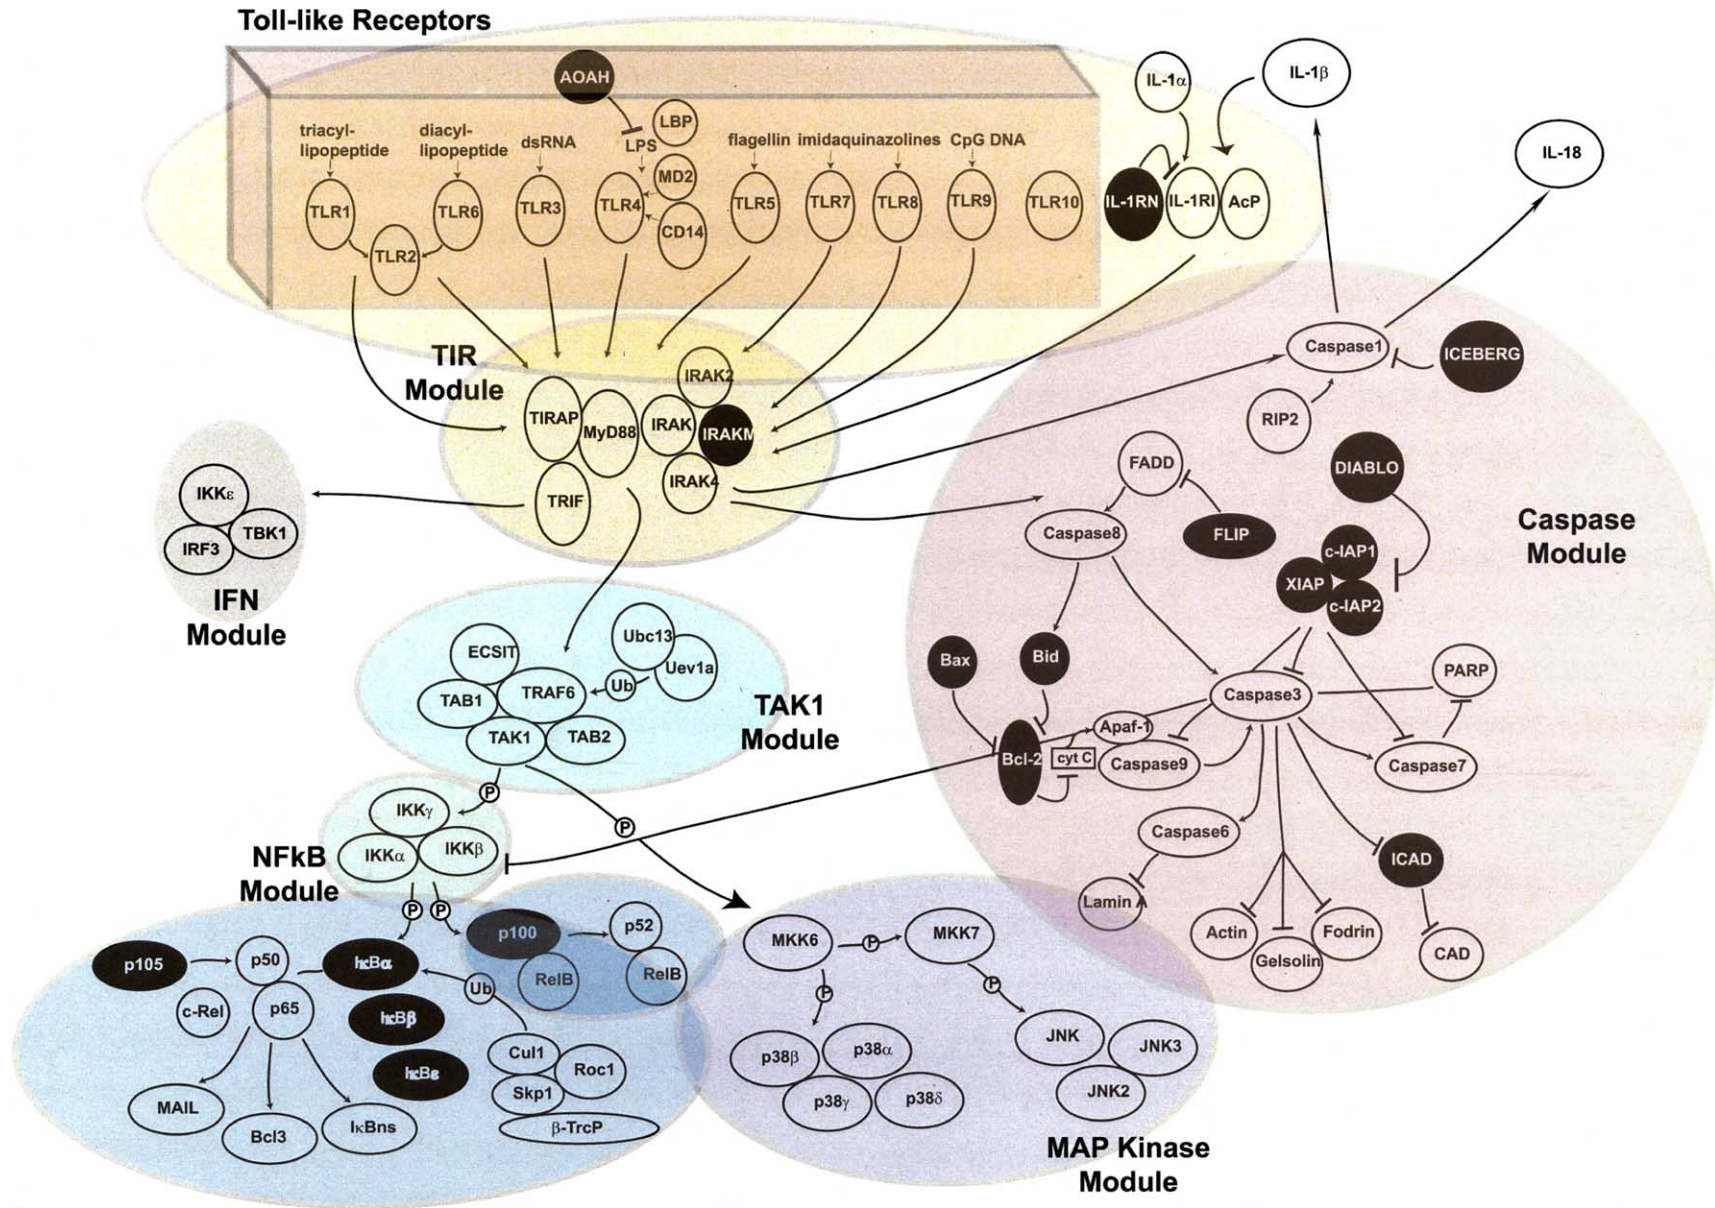 Toll-like Receptors
AOAH
IL-1α
IL-1β
LBP
triacyl-
lipopeptide
diacyl-
lipopeptide
dsRNA
LPS
flagellin
imidaquinazolines
CpG DNA
IL-18
MD2
TLR1
TLR6
TLR3
TLR4
TLR5
TLR7
TLR8
TLR9
TLR10
IL-1RN
IL-1RI
AcP
CD14
TLR2
TIR
Module
IRAK2
Caspase1
ICEBERG
TIRAP
MyD88
IRAK
IRAKM
RIP2
IRAK4
TRIF
FADD
DIABLO
IKKε
TBK1
IRF3
Caspase8
FLIP
Caspase
Module
c-IAP1
XIAP
c-IAP2
IFN
Module
ECSIT
Ubc13
Uev1a
Ub
TAB1
TRAF6
TAK1
TAB2
TAK1
Module
Bax
Bid
PARP
Caspase3
Apaf-1
Bcl-2
cyt C
Caspase9
Caspase7
P
P
IKKγ
IKKα
IKKβ
NFkB
Module
Caspase6
ICAD
P
P
Lamin A
p100
p52
MKK6
P
MKK7
Actin
Gelsolin
Fodrin
CAD
p105
p50
IκBα
RelB
RelB
Ub
P
P
c-Rel
p65
IκBβ
IκBε
Cul1
Roc1
Skp1
β-TrcP
p38β
p38α
p38γ
p38δ
JNK
JNK3
JNK2
MAIL
Bcl3
IκBns
MAP Kinase
Module